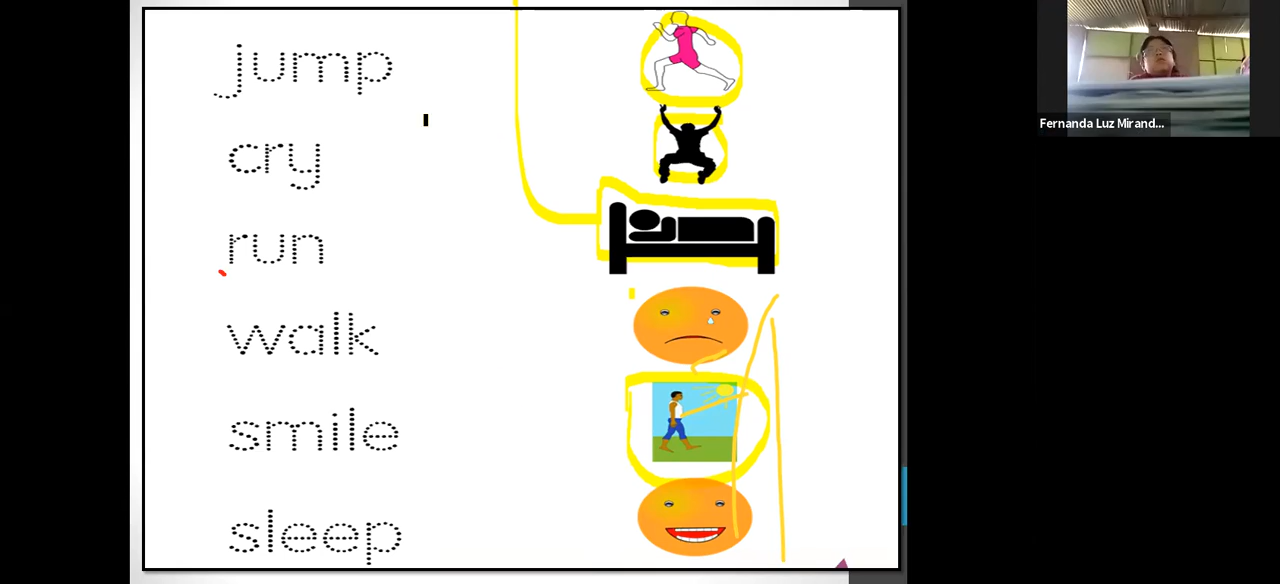 jump
cry
run
walk
smile
sleep
Fernanda Luz Mirand...